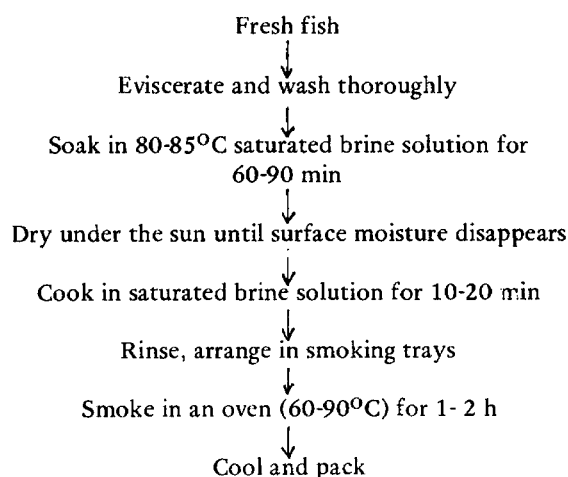 Fresh fish
Eviscerate and wash thoroughly
Soak in 80-85°C saturated brine solution for
60-90 min
Dry under the sun until surface moisture disappears
Cook in saturated brine solution for 10-20 min
Rinse, arrange in smoking trays
Smoke in an oven (60-90°C) for 1- 2 h
Cool and pack